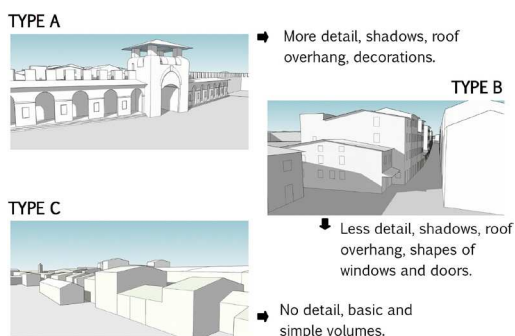 TYPE A
More detail, shadows, roof
overhang, decorations.
TYPE B
Less detail, shadows, roof
overhang, shapes of
windows and doors.
TYPE C
No detail, basic and
simple volumes.